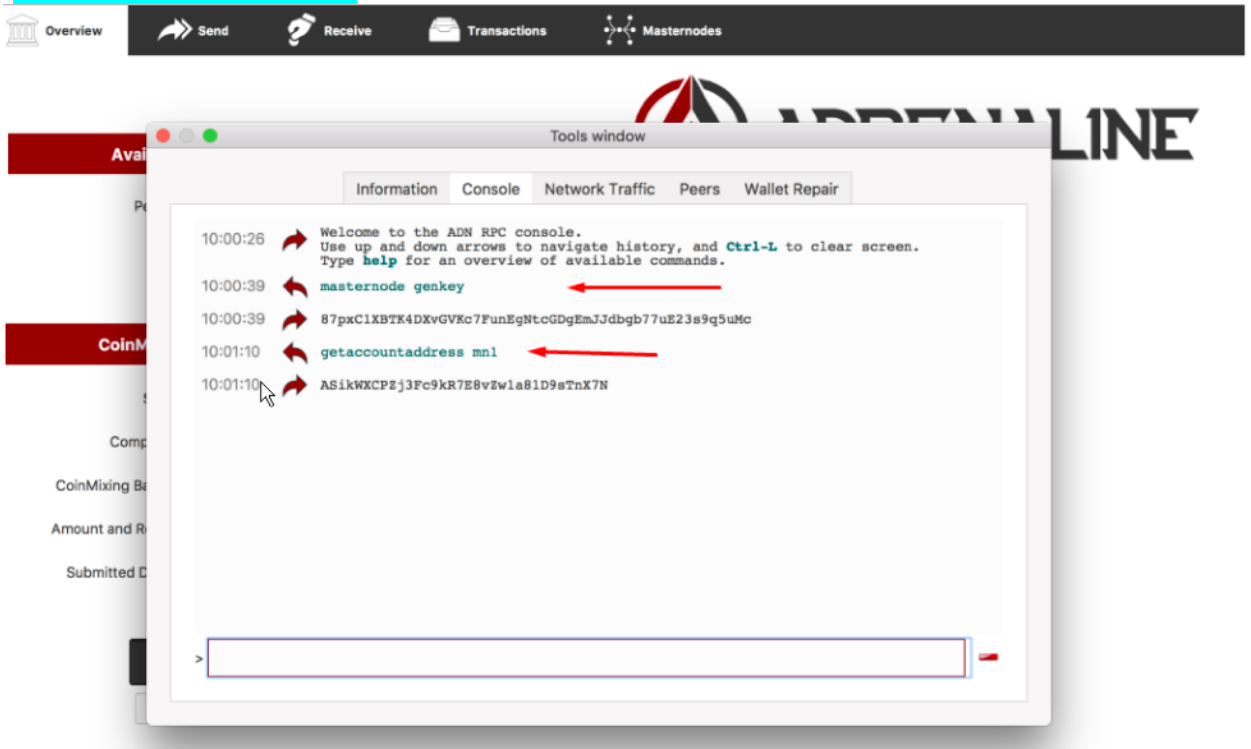 Overview
Send
Receive
Transactions
Masternodes
Tools window
Information
Console
Network Traffic
Peers
Wallet Repair
10:00:26
Welcome to the ADN RPC console.
Use up and down arrows to navigate history, and Ctrl-L to clear screen.
Type help for an overview of available commands.
10:00:39
masternode genkey
10:00:39
87pxC1XBTK4DXvGVKc7FunEgNtcGDgEmJJdbgb77uE23s9q5uMc
10:01:10
getaccountaddress mn1
10:01:10
ASikWXCPZj3Fc9kR7E8vZw1a81D9sTnX7N
>
CoinMixing
Amount and
Submitted